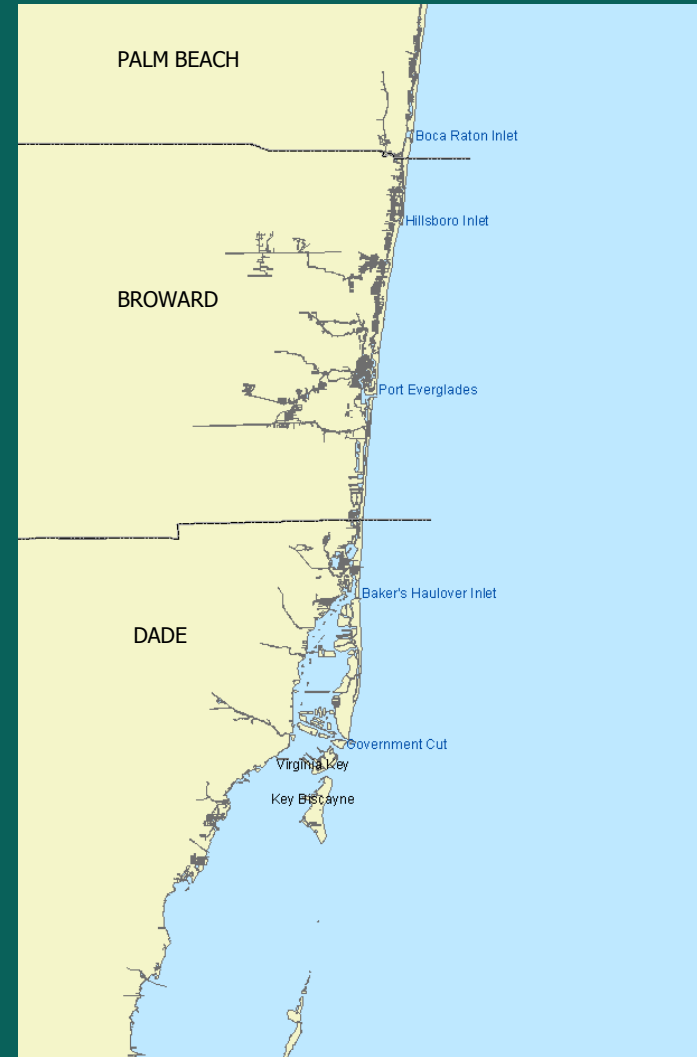 PALM BEACH
Boca Raton Inlet
Hillsboro Inlet
BROWARD
Port Everglades
Baker's Haulover Inlet
DADE
Government Cut
Virginia Key
Key Biscayne